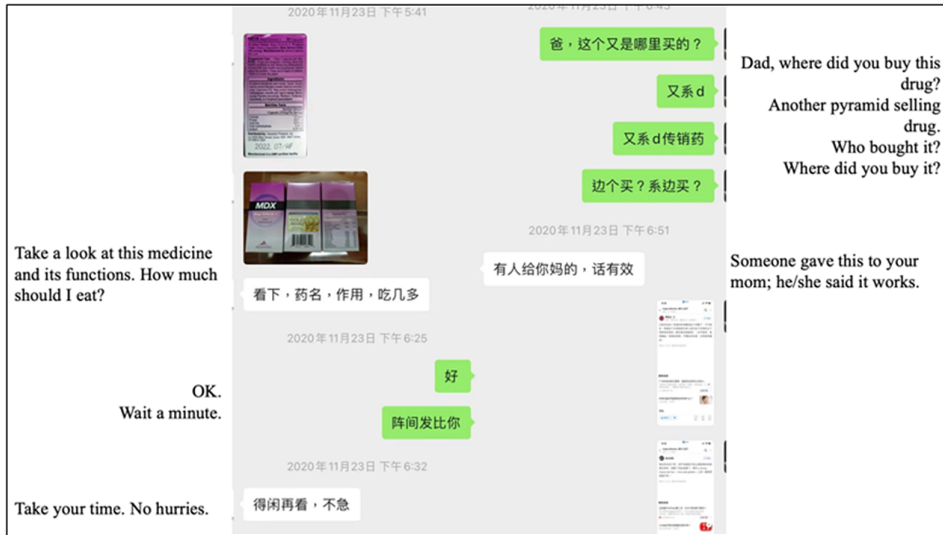 2020年11月23日 下午5:41
MDX
Take a look at this medicine
and its functions. How much
should I eat?
看下，药名，作用，吃几多
2020年11月23日 下午6:25
好
OK.
阵间发比你
Wait a minute.
2020年11月23日 下午6:32
得闲再看，不急
Take your time. No hurries.
爸，这个又是哪里买的？
又系d
又系d传销药
边个买？系边买？
Dad, where did you buy this
drug?
Another pyramid selling
drug.
Who bought it?
Where did you buy it?
2020年11月23日 下午6:51
有人给你妈的，话有效
Someone gave this to your
mom; he/she said it works.